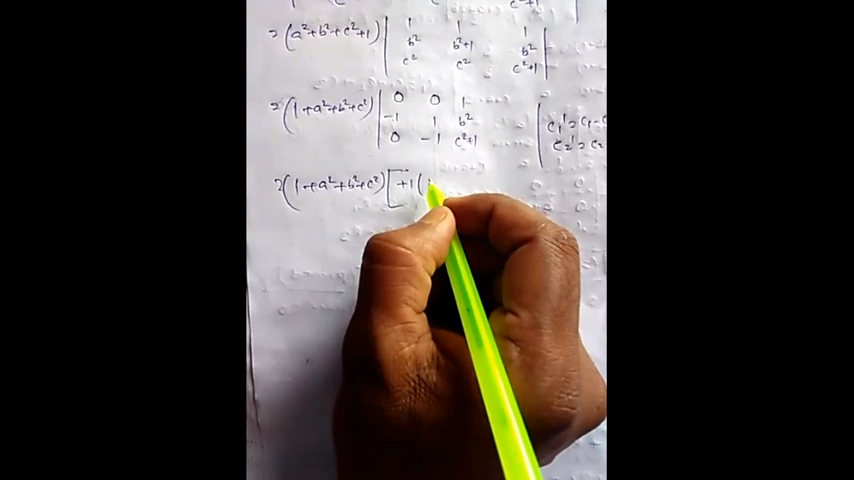 c²+1
= (a²+b²+c²+1) | 1 1 1
b² b²+1 b²
c² c² c²+1 |
= (1+a²+b²+c²) | 0 0 1
-1 1 b²
0 -1 c²+1 | c₁' = c₁ - c
c₂' = c₂
= (1+a²+b²+c²) [ +1 ( 1